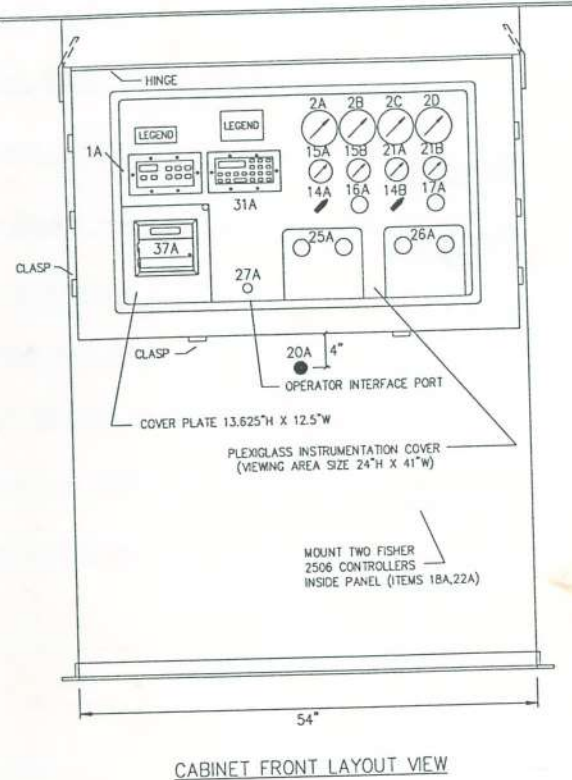 HINGE
2A 2B 2C 2D
LEGEND
LEGEND
1A
15A 15B 21A 21B
14A 16A 14B 17A
31A
37A
25A
26A
27A
CLASP
CLASP
20A
4"
OPERATOR INTERFACE PORT
COVER PLATE 13.625"H X 12.5"W
PLEXIGLASS INSTRUMENTATION COVER
(VIEWING AREA SIZE 24"H X 41"W)
MOUNT TWO FISHER
2506 CONTROLLERS
INSIDE PANEL (ITEMS 18A,22A)
54"
CABINET FRONT LAYOUT VIEW